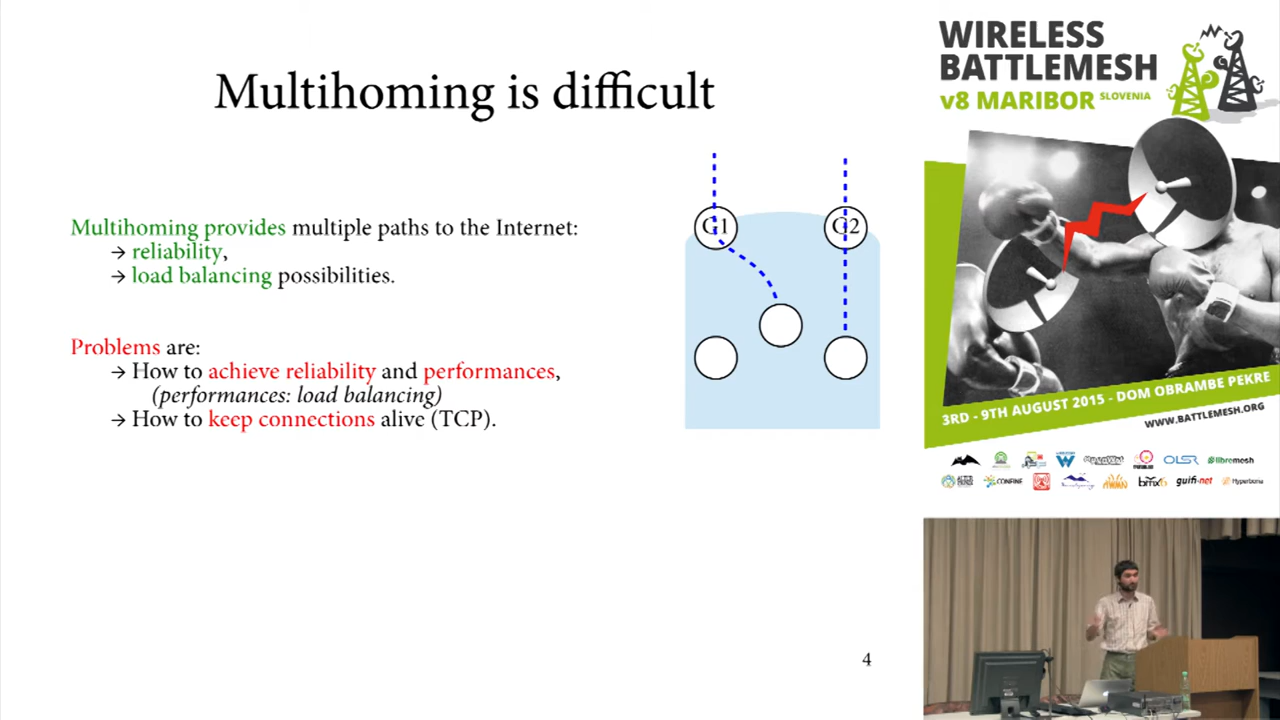 Multihoming is difficult
Multihoming provides multiple paths to the Internet:
→ reliability,
→ load balancing possibilities.
Problems are:
→ How to achieve reliability and performances,
(performances: load balancing)
→ How to keep connections alive (TCP).
G1
G2
4
WIRELESS
BATTLEMESH
v8 MARIBOR SLOVENIA
3RD - 9TH AUGUST 2015 - DOM OBRAMBE PEKRE
WWW.BATTLEMESH.ORG
OLSR
libremesh
CONFINE
bmx6
guifi·net
Hyperboria